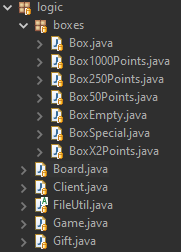 logic
boxes
Box.java
Box1000Points.java
Box250Points.java
Box50Points.java
BoxEmpty.java
BoxSpecial.java
BoxX2Points.java
Board.java
Client.java
FileUtil.java
Game.java
Gift.java